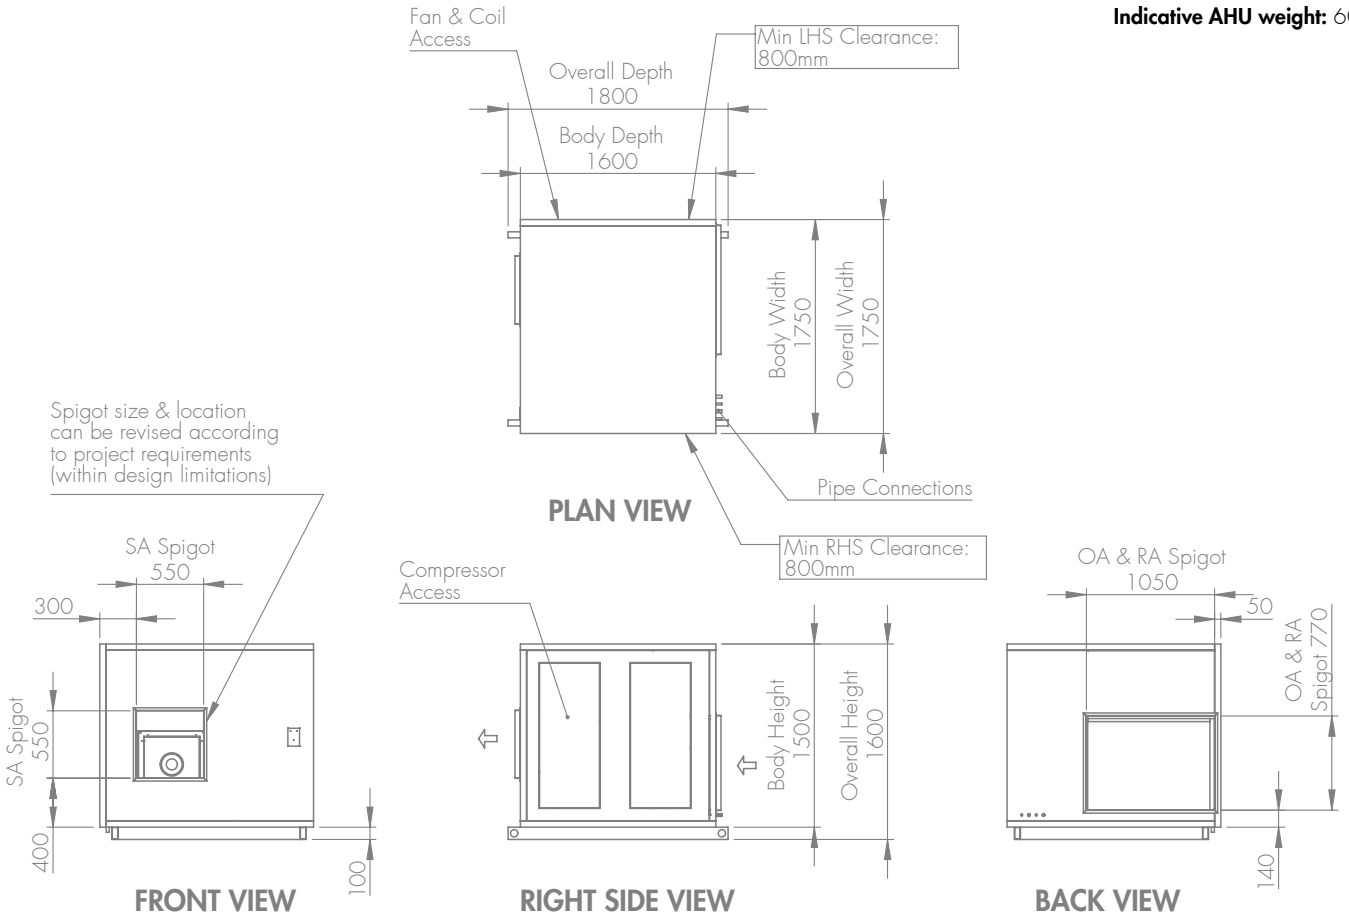 Indicative AHU weight:
Fan & Coil
Access
Min LHS Clearance:
800mm
Overall Depth
1800
Body Depth
1600
Body Width
1750
Overall Width
1750
Pipe Connections
PLAN VIEW
Min RHS Clearance:
800mm
Spigot size & location
can be revised according
to project requirements
(within design limitations)
SA Spigot
550
300
SA Spigot
550
400
100
FRONT VIEW
Compressor
Access
Body Height
1500
Overall Height
1600
RIGHT SIDE VIEW
OA & RA Spigot
1050
50
OA & RA
Spigot 770
140
BACK VIEW